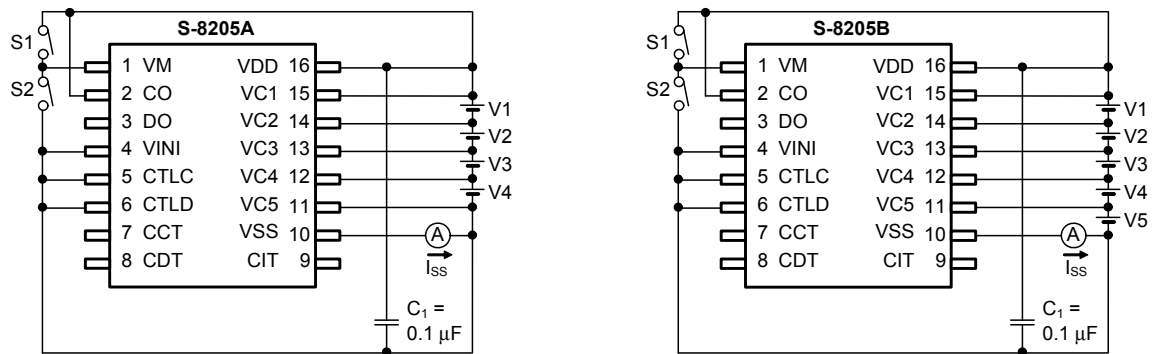 S-8205A
S1
S2
1 VM
2 CO
3 DO
4 VINI
5 CTLC
6 CTLD
7 CCT
8 CDT
VDD 16
VC1 15
VC2 14
VC3 13
VC4 12
VC5 11
VSS 10
CIT 9
V1
V2
V3
V4
A
ISS
C1 =
0.1 μF
S-8205B
S1
S2
1 VM
2 CO
3 DO
4 VINI
5 CTLC
6 CTLD
7 CCT
8 CDT
VDD 16
VC1 15
VC2 14
VC3 13
VC4 12
VC5 11
VSS 10
CIT 9
V1
V2
V3
V4
V5
A
ISS
C1 =
0.1 μF